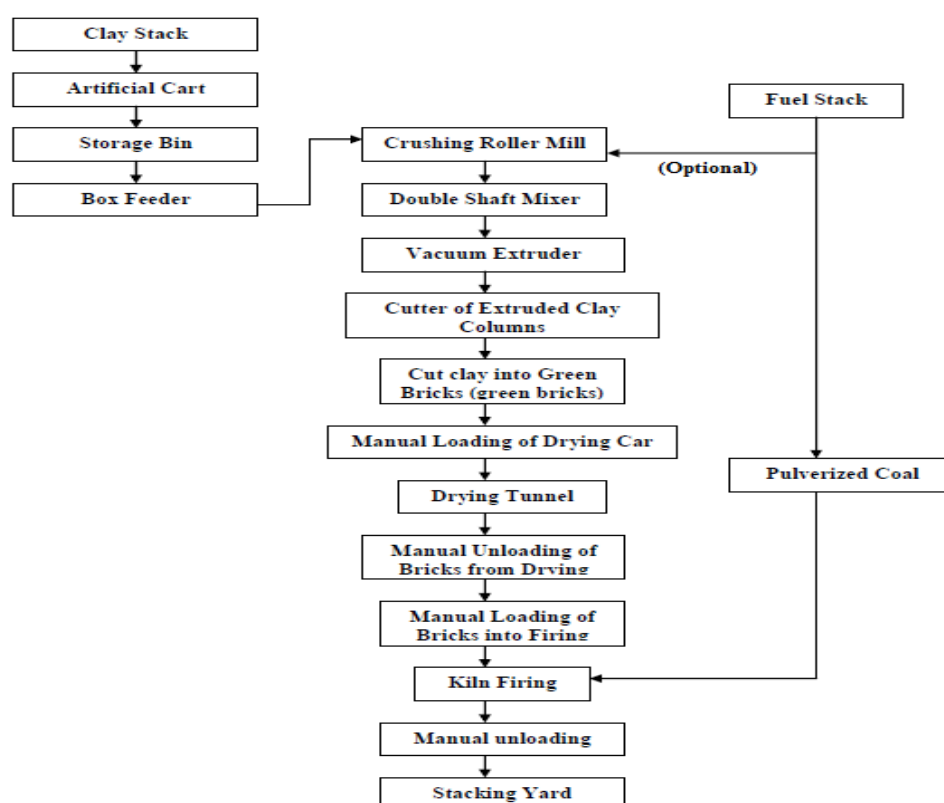 Clay Stack
Artificial Cart
Storage Bin
Box Feeder
Fuel Stack
Crushing Roller Mill
(Optional)
Double Shaft Mixer
Vacuum Extruder
Cutter of Extruded Clay
Columns
Cut clay into Green
Bricks (green bricks)
Manual Loading of Drying Car
Drying Tunnel
Pulverized Coal
Manual Unloading of
Bricks from Drying
Manual Loading of
Bricks into Firing
Kiln Firing
Manual unloading
Stacking Yard